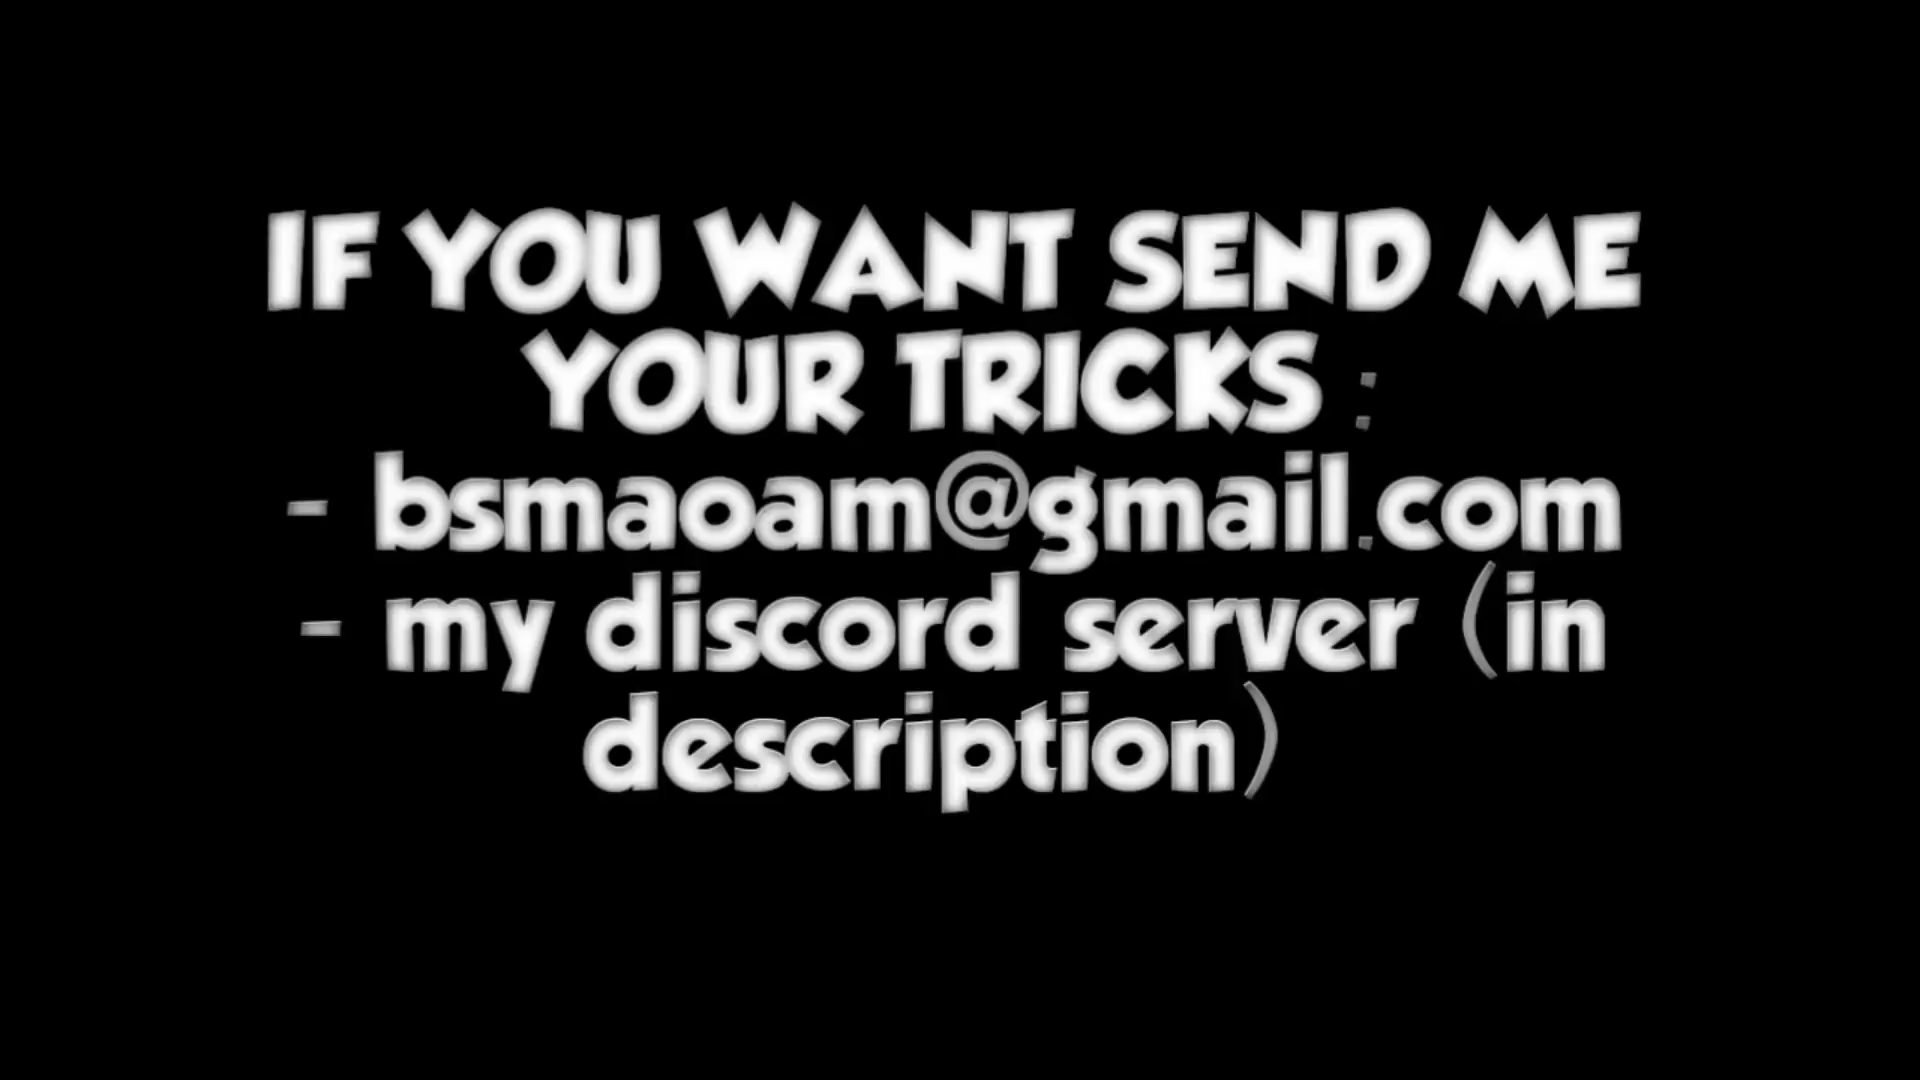 IF YOU WANT SEND ME
YOUR TRICKS :
- bsmaoam@gmail.com
- my discord server (in
description)